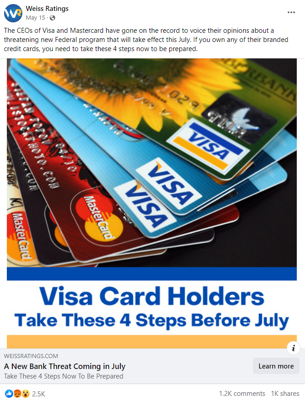 Weiss Ratings
May 15
The CEOs of Visa and Mastercard have gone on the record to voice their opinions about a
threatening new Federal program that will take effect this July. If you own any of their branded
credit cards, you need to take these 4 steps now to be prepared.
VISA
VISA
VISA
MasterCard
MasterCard
Visa Card Holders
Take These 4 Steps Before July
WEISSRATINGS.COM
A New Bank Threat Coming in July
Take These 4 Steps Now To Be Prepared
Learn more
2.5K
1.2K comments 1K shares